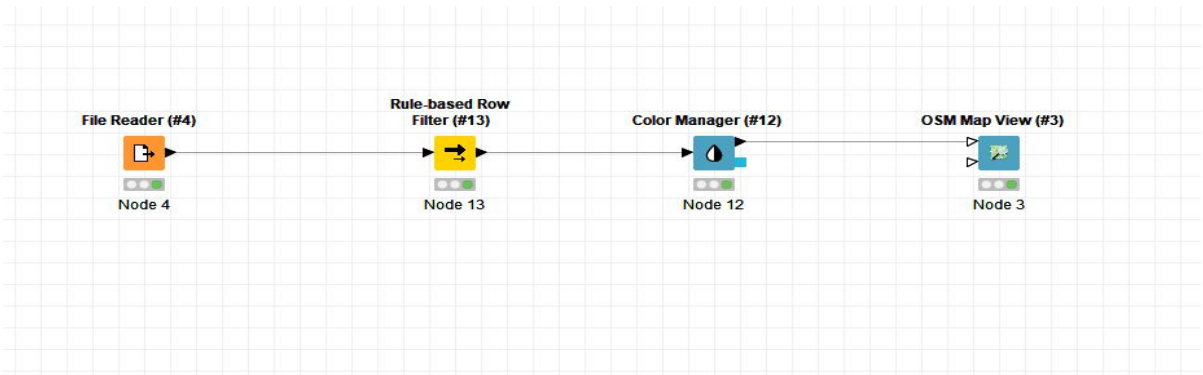 File Reader (#4)
Rule-based Row
Filter (#13)
Color Manager (#12)
OSM Map View (#3)
Node 4
Node 13
Node 12
Node 3